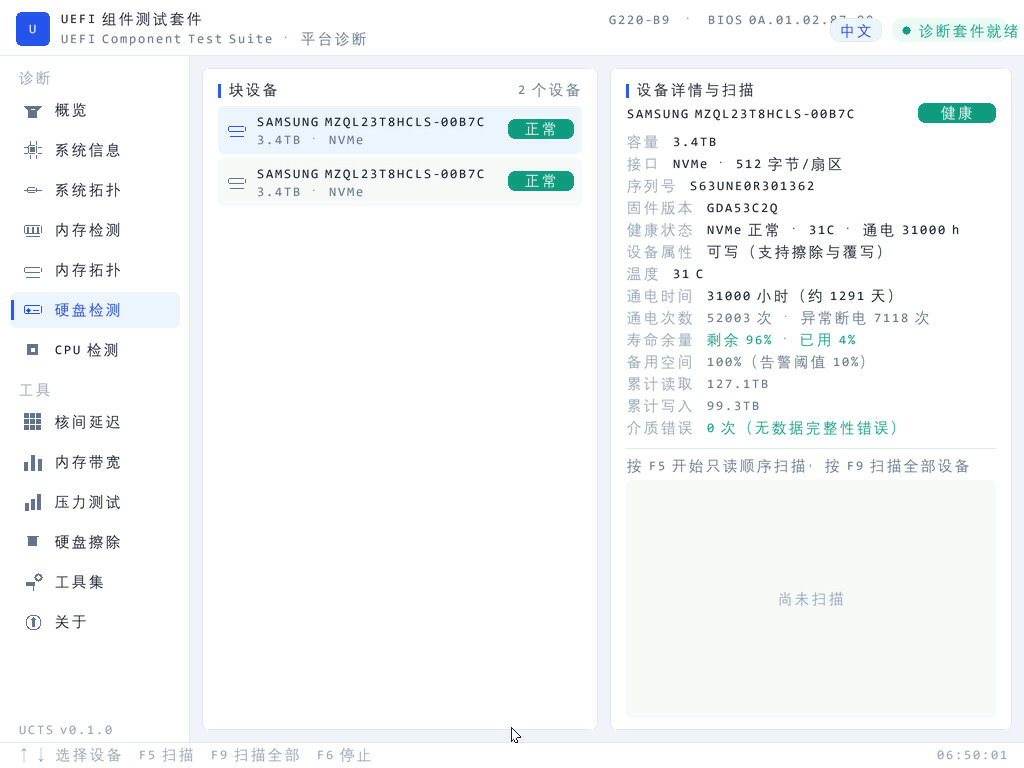 U
UEFI 组件测试套件
UEFI Component Test Suite · 平台诊断
G220-B9 · BIOS 0A.01.02.
中文
诊断套件就绪
诊断
概览
系统信息
系统拓扑
内存检测
内存拓扑
硬盘检测
CPU 检测
工具
核间延迟
内存带宽
压力测试
硬盘擦除
工具集
关于
UCTS v0.1.0
块设备
2 个设备
SAMSUNG MZQL23T8HCLS-00B7C
3.4TB · NVMe
正常
SAMSUNG MZQL23T8HCLS-00B7C
3.4TB · NVMe
正常
设备详情与扫描
SAMSUNG MZQL23T8HCLS-00B7C
健康
容量 3.4TB
接口 NVMe · 512 字节/扇区
序列号 S63UNE0R301362
固件版本 GDA53C2Q
健康状态 NVMe 正常 · 31C · 通电 31000 h
设备属性 可写（支持擦除与覆写）
温度 31 C
通电时间 31000 小时（约 1291 天）
通电次数 52003 次 · 异常断电 7118 次
寿命余量 剩余 96% · 已用 4%
备用空间 100%（告警阈值 10%）
累计读取 127.1TB
累计写入 99.3TB
介质错误 0 次（无数据完整性错误）
按 F5 开始只读顺序扫描· 按 F9 扫描全部设备
尚未扫描
↑ ↓ 选择设备 F5 扫描 F9 扫描全部 F6 停止
06:50:01